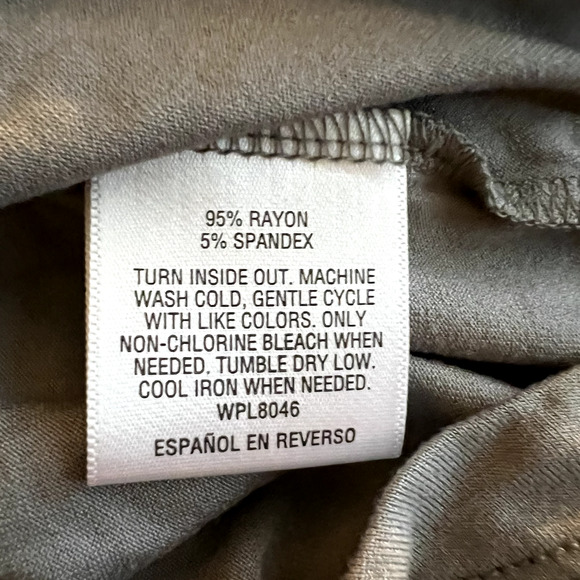 95% RAYON
5% SPANDEX
TURN INSIDE OUT. MACHINE
WASH COLD, GENTLE CYCLE
WITH LIKE COLORS. ONLY
NON-CHLORINE BLEACH WHEN
NEEDED. TUMBLE DRY LOW.
COOL IRON WHEN NEEDED.
WPL8046
ESPAÑOL EN REVERSO